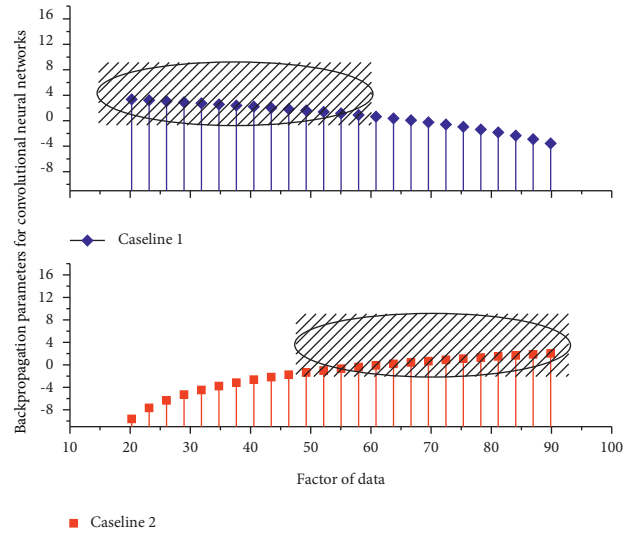 Backpropagation parameters for convolutional neural networks
16
12
8
4
0
-4
-8
Caseline 1
16
12
8
4
0
-4
-8
10 20 30 40 50 60 70 80 90 100
Factor of data
Caseline 2